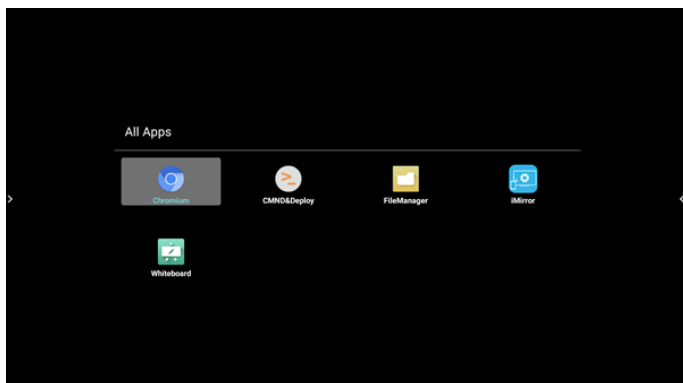 All Apps
Chromium
CMND&Deploy
FileManager
iMirror
Whiteboard